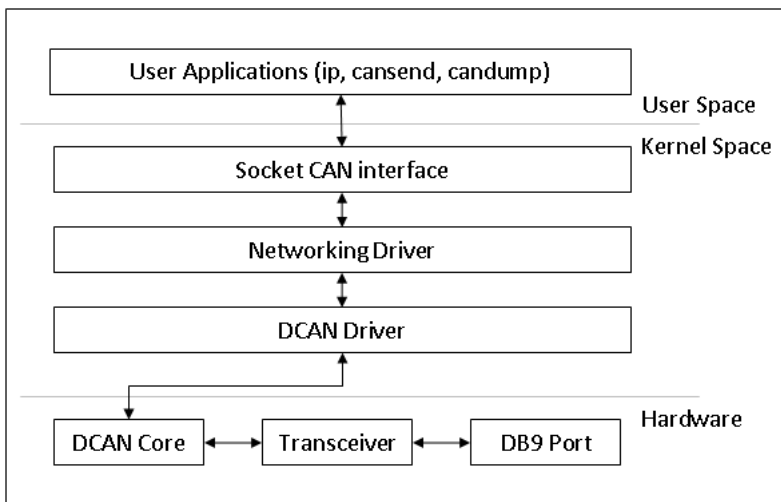 User Applications (ip, cansend, candump)
User Space
Kernel Space
Socket CAN interface
Networking Driver
DCAN Driver
Hardware
DCAN Core
Transceiver
DB9 Port